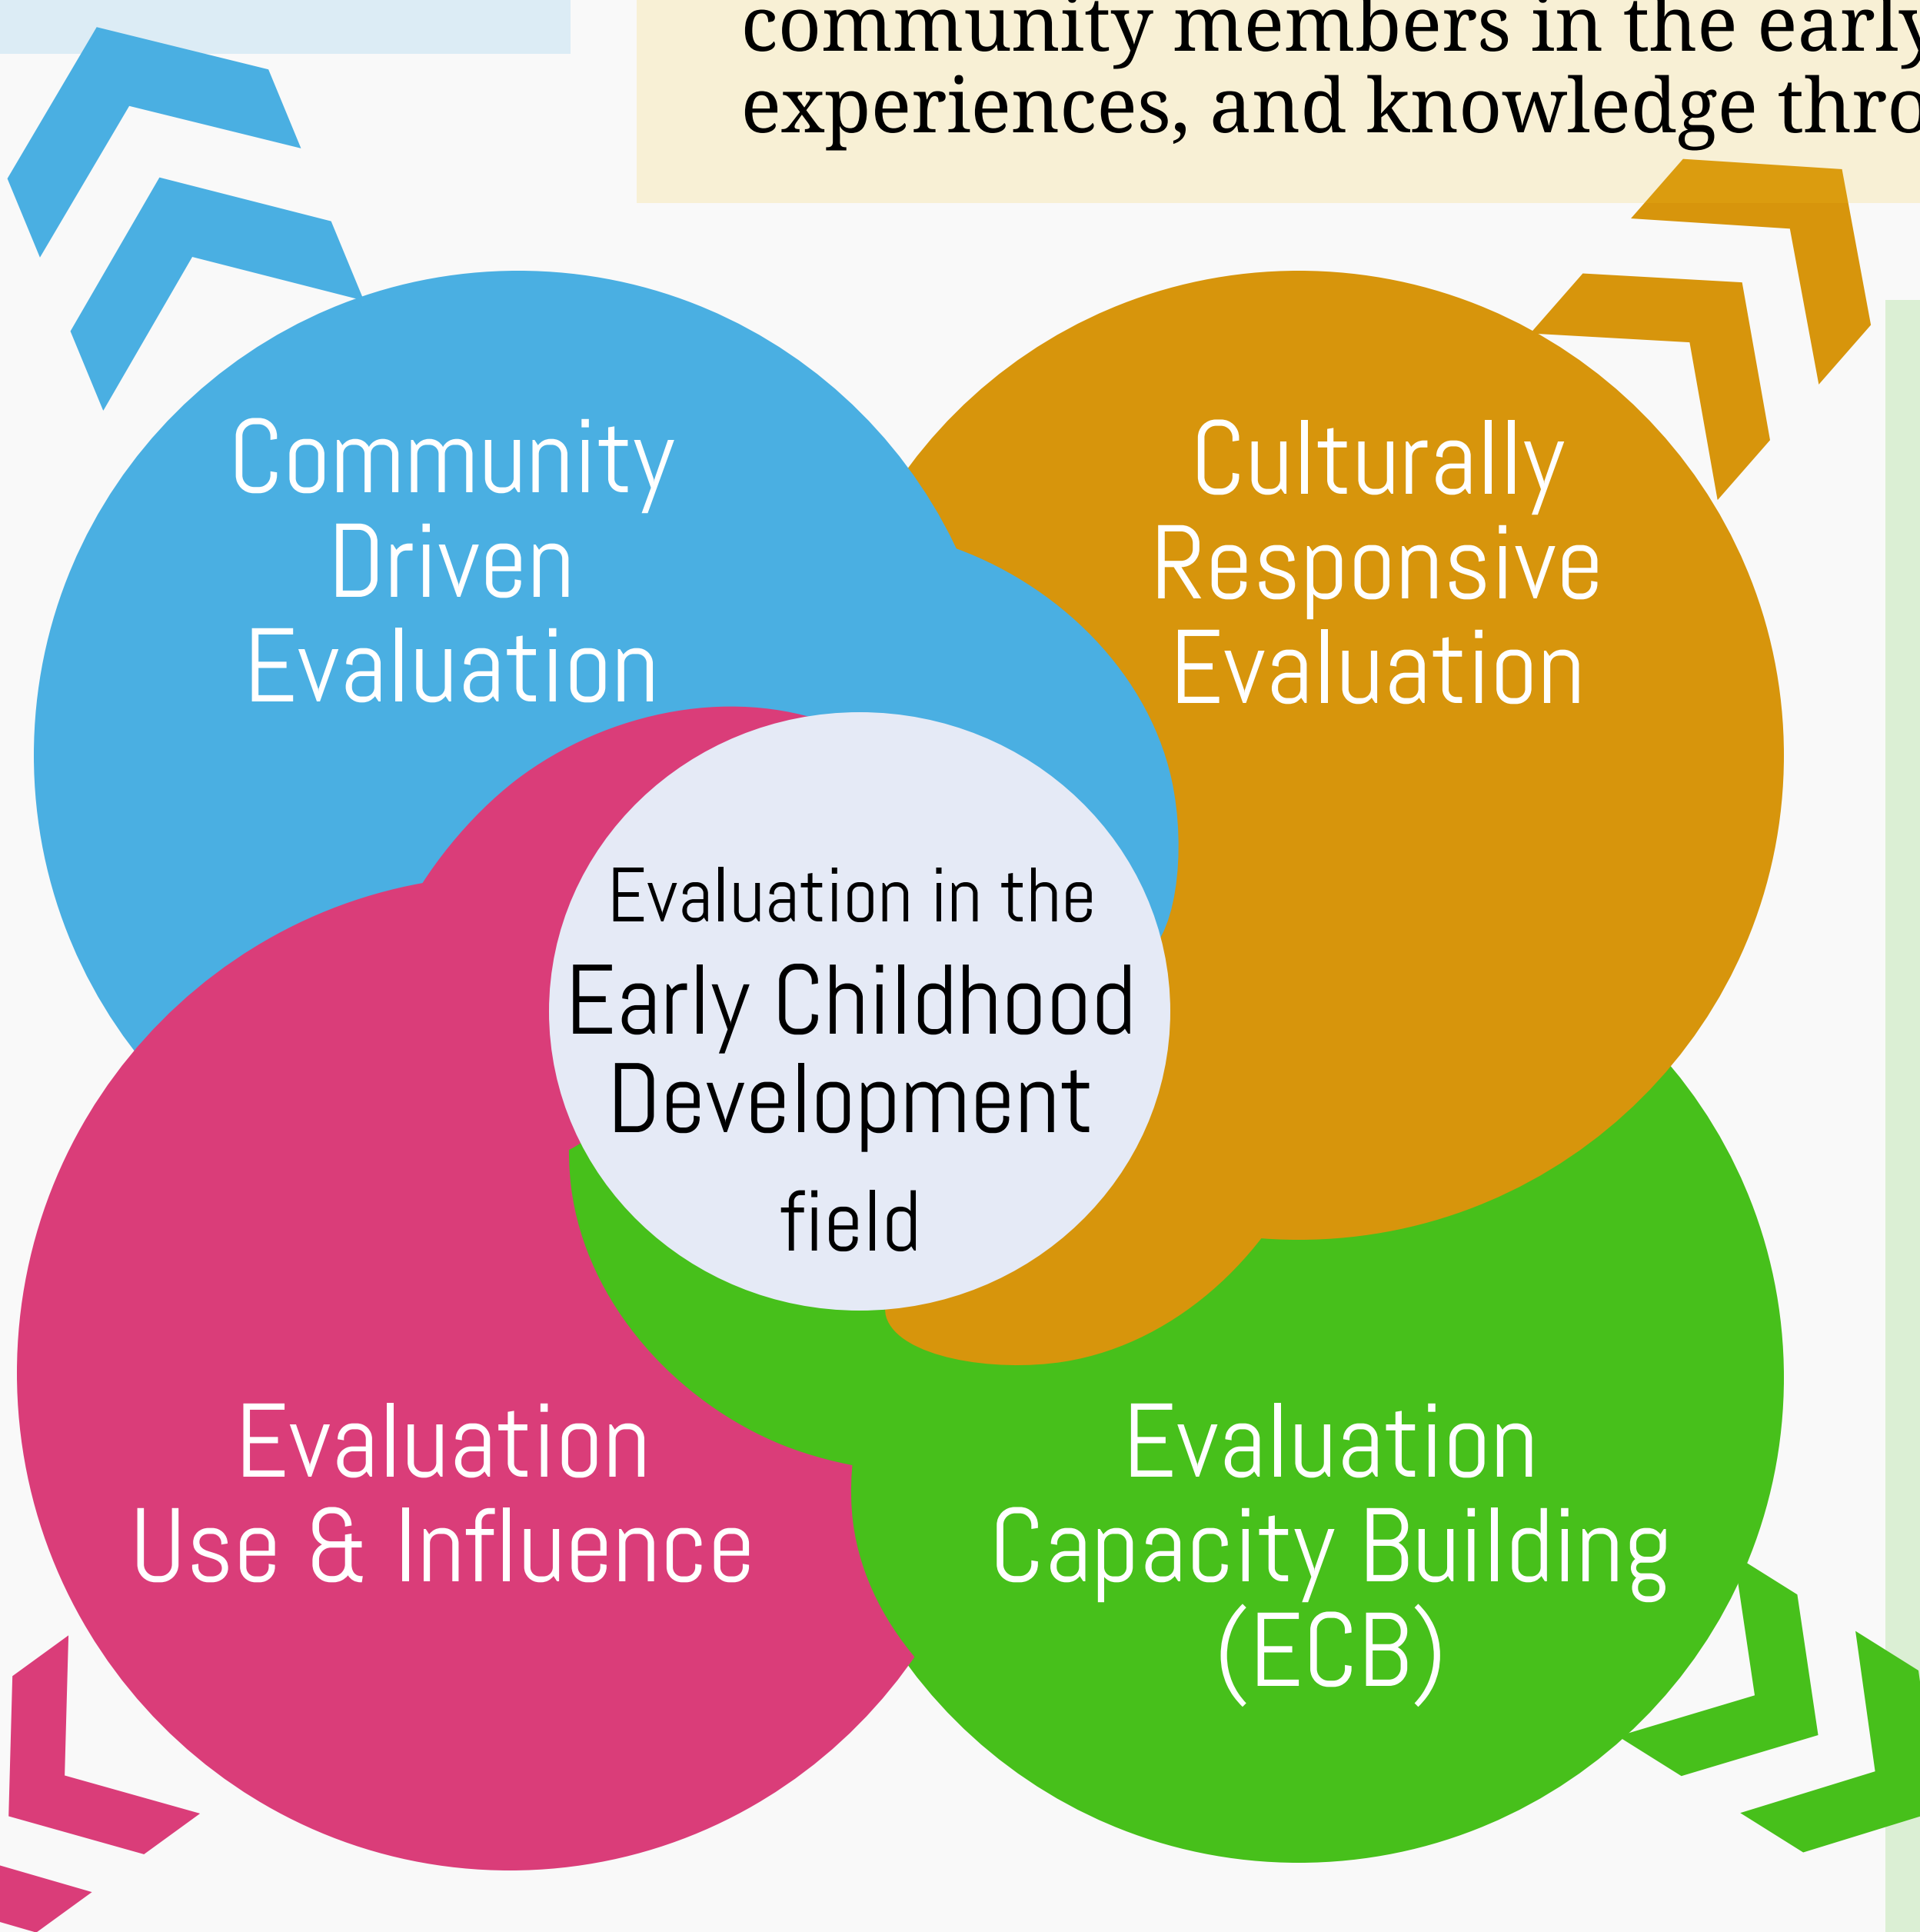 community members in the early
experiences, and knowledge thro
Community
Driven
Evaluation
Culturally
Responsive
Evaluation
Evaluation in the
Early Childhood
Development
field
Evaluation
Use & Influence
Evaluation
Capacity Building
(ECB)